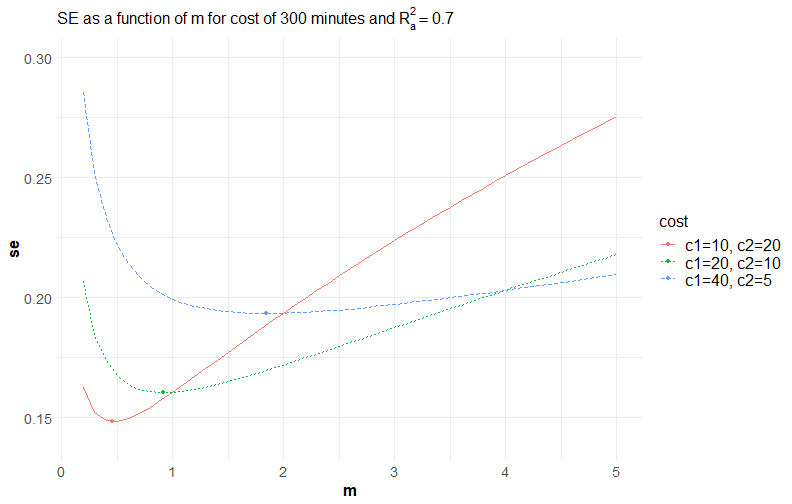 SE as a function of m for cost of 300 minutes and R²ₐ = 0.7
0.30
0.25
0.20
0.15
se
0 1 2 3 4 5
m
cost
c1=10, c2=20
c1=20, c2=10
c1=40, c2=5